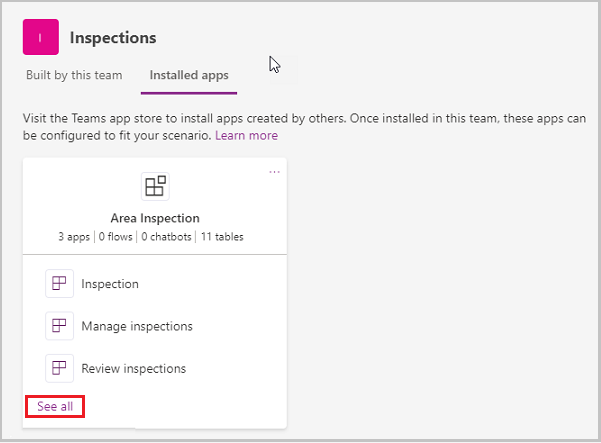 I
Inspections
Built by this team
Installed apps
Visit the Teams app store to install apps created by others. Once installed in this team, these apps can
be configured to fit your scenario. Learn more
...
Area Inspection
3 apps | 0 flows | 0 chatbots | 11 tables
Inspection
Manage inspections
Review inspections
See all